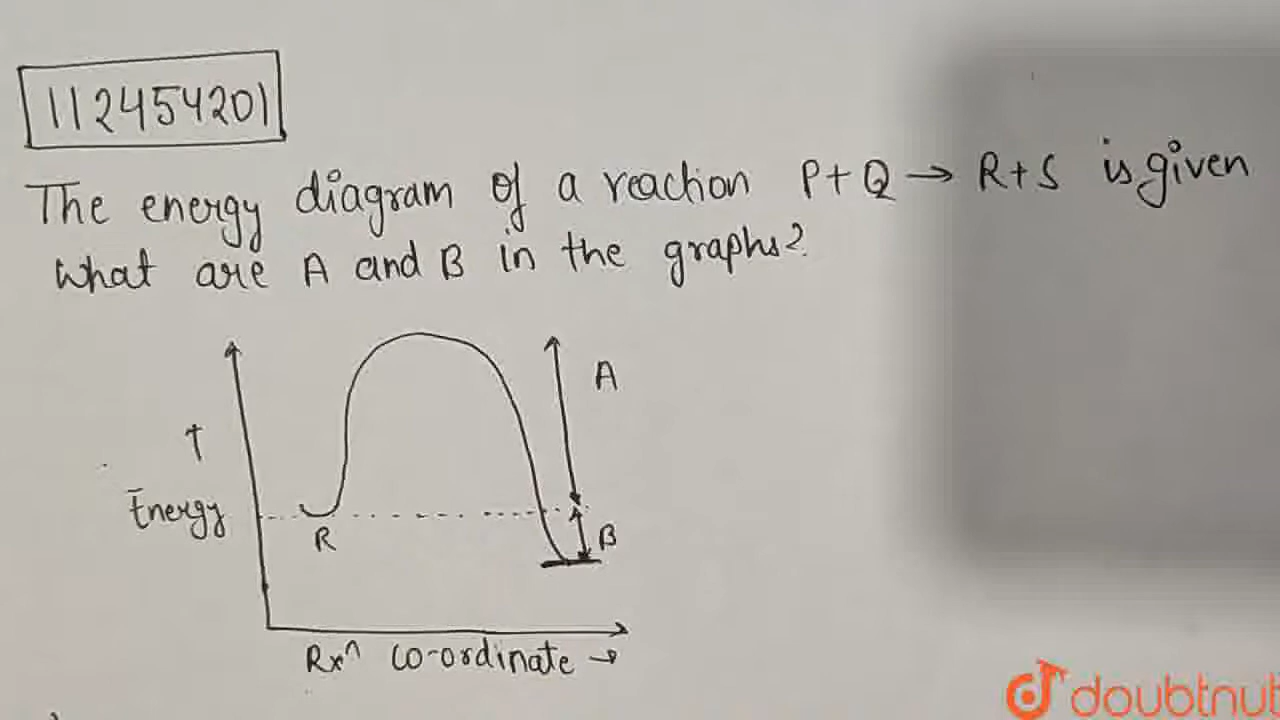 112454201
The energy diagram of a reaction P+Q → R+S is given
What are A and B in the graphs?
A
↑
Energy
R
B
Rxn co-ordinate →
doubtnut